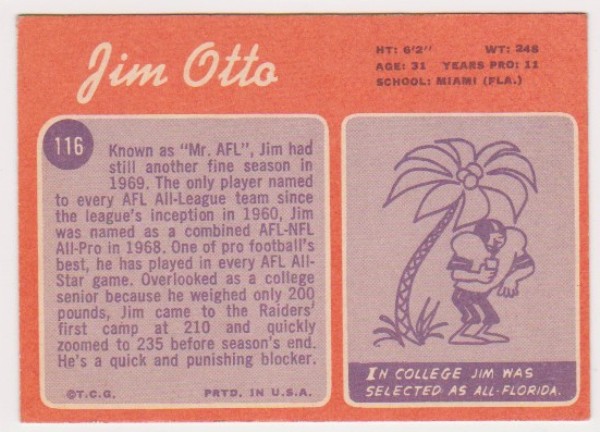 Jim Otto
HT: 6'2" WT: 248
AGE: 31 YEARS PRO: 11
SCHOOL: MIAMI (FLA.)
116
Known as "Mr. AFL", Jim had
still another fine season in
1969. The only player named
to every AFL All-League team since
the league's inception in 1960, Jim
was named as a combined AFL-NFL
All-Pro in 1968. One of pro football's
best, he has played in every AFL All-
Star game. Overlooked as a college
senior because he weighed only 200
pounds, Jim came to the Raiders'
first camp at 210 and quickly
zoomed to 235 before season's end.
He's a quick and punishing blocker.
©T.C.G. PRTD. IN U.S.A.
IN COLLEGE JIM WAS
SELECTED AS ALL-FLORIDA.